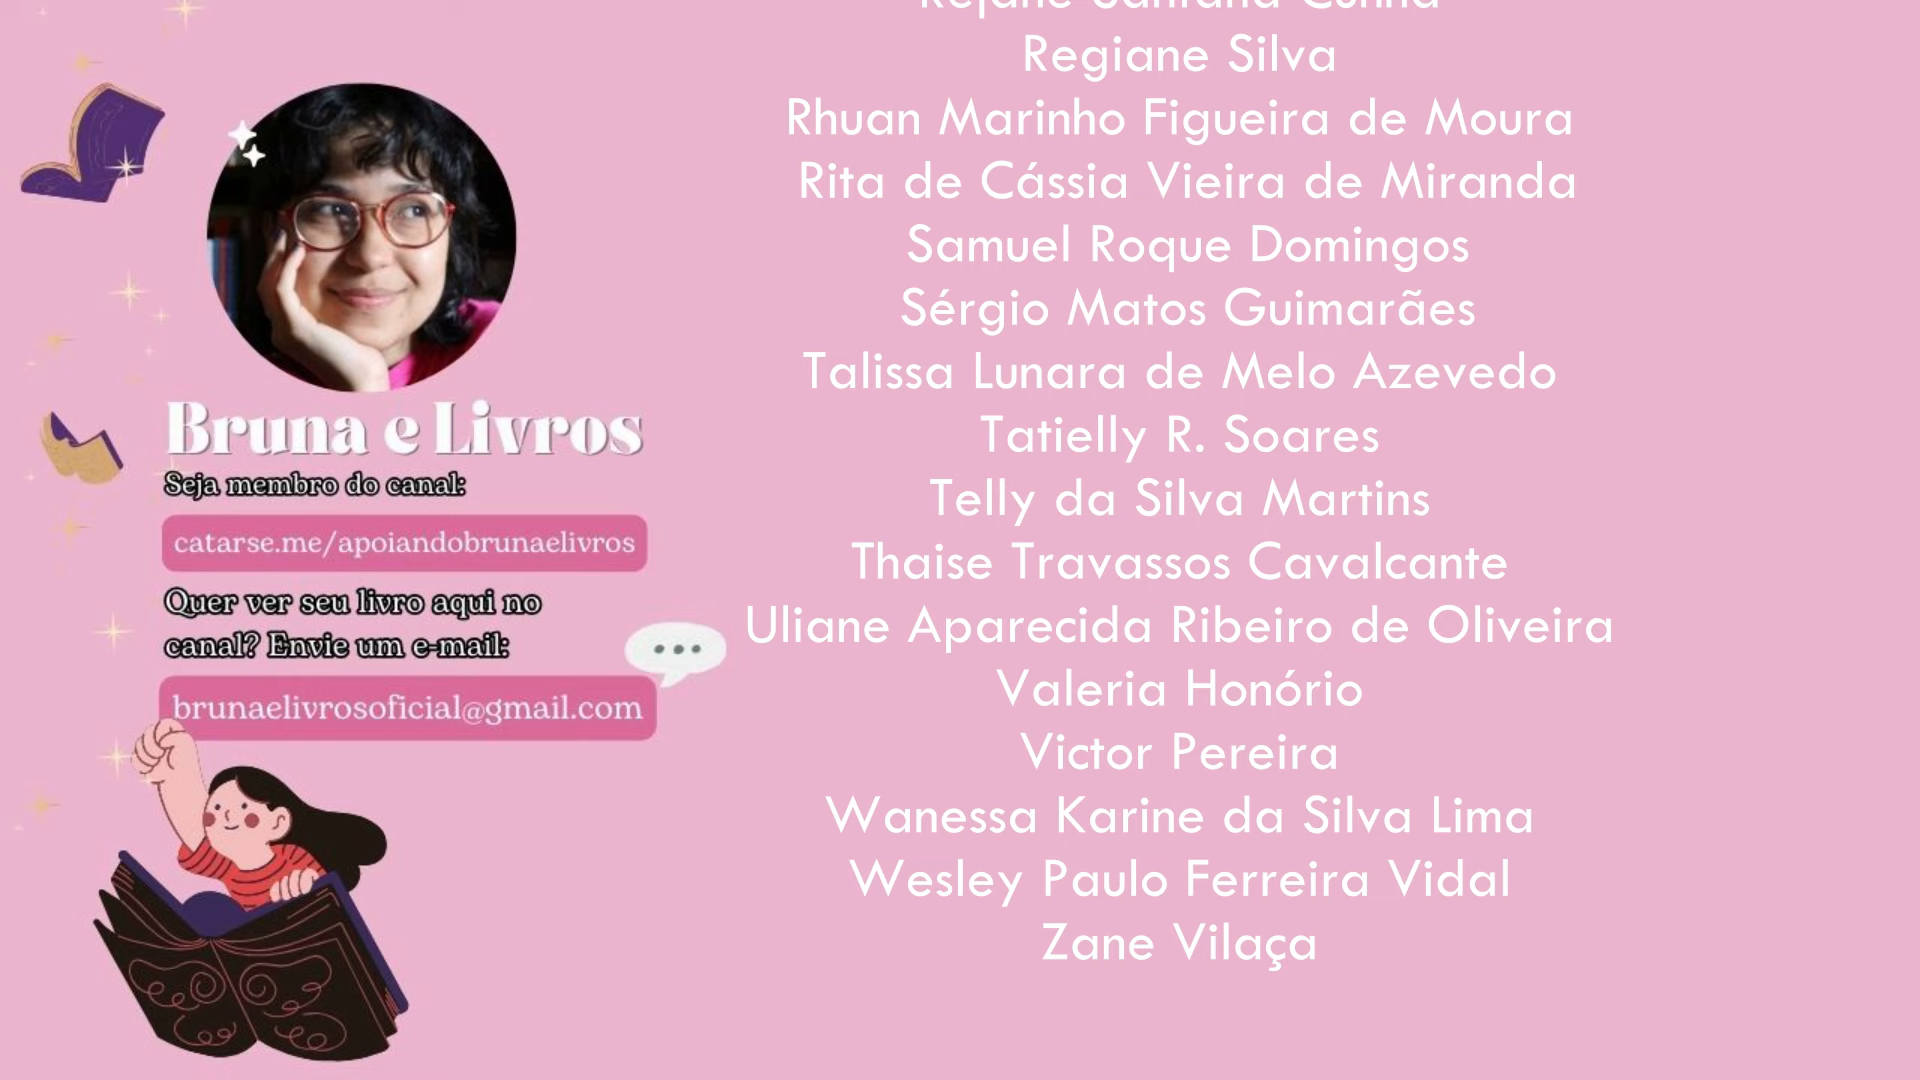 Rejane Santana Cunha
Regiane Silva
Rhuan Marinho Figueira de Moura
Rita de Cássia Vieira de Miranda
Samuel Roque Domingos
Sérgio Matos Guimarães
Talissa Lunara de Melo Azevedo
Tatielly R. Soares
Telly da Silva Martins
Thaise Travassos Cavalcante
Uliane Aparecida Ribeiro de Oliveira
Valeria Honório
Victor Pereira
Wanessa Karine da Silva Lima
Wesley Paulo Ferreira Vidal
Zane Vilaça
Bruna e Livros
Seja membro do canal:
catarse.me/apoiandobrunaelivros
Quer ver seu livro aqui no
canal? Envie um e-mail:
brunaelivrosoficial@gmail.com